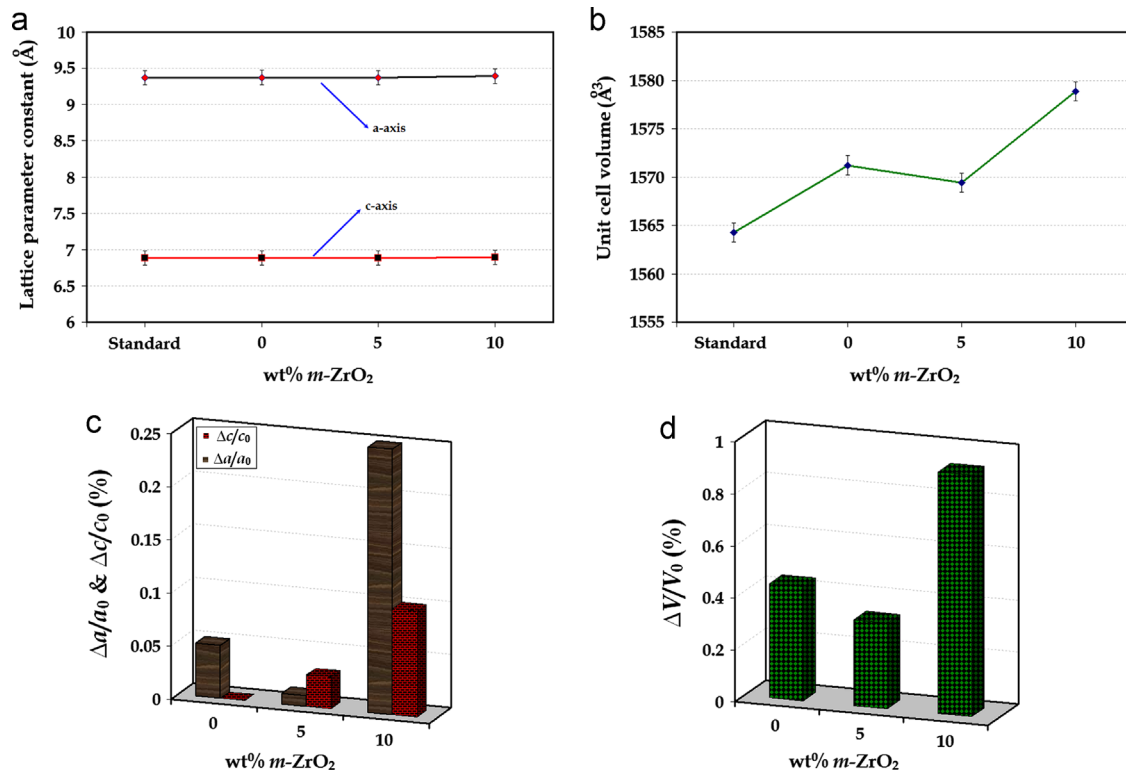 a
Lattice parameter constant (Å)
10
9.5
9
8.5
8
7.5
7
6.5
6
a-axis
c-axis
Standard
0
5
10
wt% m-ZrO₂
b
Unit cell volume (Å³)
1585
1580
1575
1570
1565
1560
1555
Standard
0
5
10
wt% m-ZrO₂
c
Δa/a₀ & Δc/c₀ (%)
0.25
0.2
0.15
0.1
0.05
0
Δc/c₀
Δa/a₀
0
5
10
wt% m-ZrO₂
d
ΔV/V₀ (%)
1
0.8
0.6
0.4
0.2
0
0
5
10
wt% m-ZrO₂